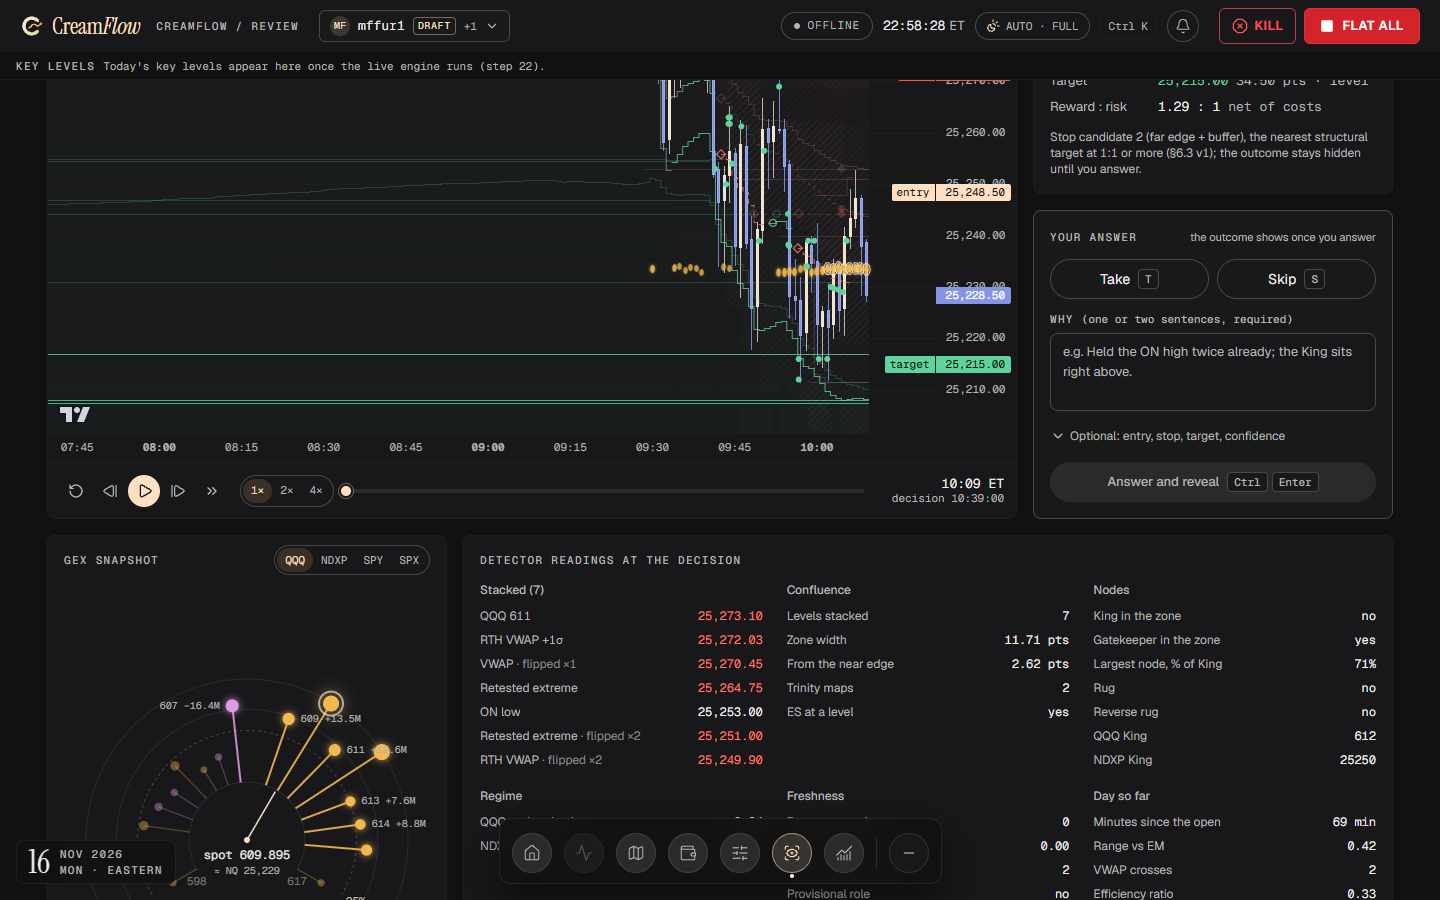 CreamFlow
CREAMFLOW / REVIEW
MF mffur1 DRAFT +1
OFFLINE
22:58:28 ET
AUTO · FULL
Ctrl K
KILL
FLAT ALL
KEY LEVELS Today's key levels appear here once the live engine runs (step 22).
25,260.00
entry 25,248.50
25,240.00
25,228.50
25,220.00
target 25,215.00
25,210.00
07:45 08:00 08:15 08:30 08:45 09:00 09:15 09:30 09:45 10:00
1× 2× 4×
10:09 ET
decision 10:39:00
Target 25,215.00 34.50 pts · level
Reward : risk 1.29 : 1 net of costs
Stop candidate 2 (far edge + buffer), the nearest structural
target at 1:1 or more (§6.3 v1); the outcome stays hidden
until you answer.
YOUR ANSWER the outcome shows once you answer
Take T
Skip S
WHY (one or two sentences, required)
e.g. Held the ON high twice already; the King sits
right above.
Optional: entry, stop, target, confidence
Answer and reveal Ctrl Enter
GEX SNAPSHOT
QQQ NDXP SPY SPX
607 −16.4M
609 +13.5M
611
613 +7.6M
614 +8.8M
spot 609.895
≈ NQ 25,229
598
617
DETECTOR READINGS AT THE DECISION
Stacked (7)
QQQ 611 25,273.10
RTH VWAP +1σ 25,272.03
VWAP · flipped ×1 25,270.45
Retested extreme 25,264.75
ON low 25,253.00
Retested extreme · flipped ×2 25,251.00
RTH VWAP · flipped ×2 25,249.90
Confluence
Levels stacked 7
Zone width 11.71 pts
From the near edge 2.62 pts
Trinity maps 2
ES at a level yes
Nodes
King in the zone no
Gatekeeper in the zone yes
Largest node, % of King 71%
Rug no
Reverse rug no
QQQ King 612
NDXP King 25250
Regime
Freshness
0
0.00
2
Provisional role no
Day so far
Minutes since the open 69 min
Range vs EM 0.42
VWAP crosses 2
Efficiency ratio 0.33
16 NOV 2026
MON · EASTERN